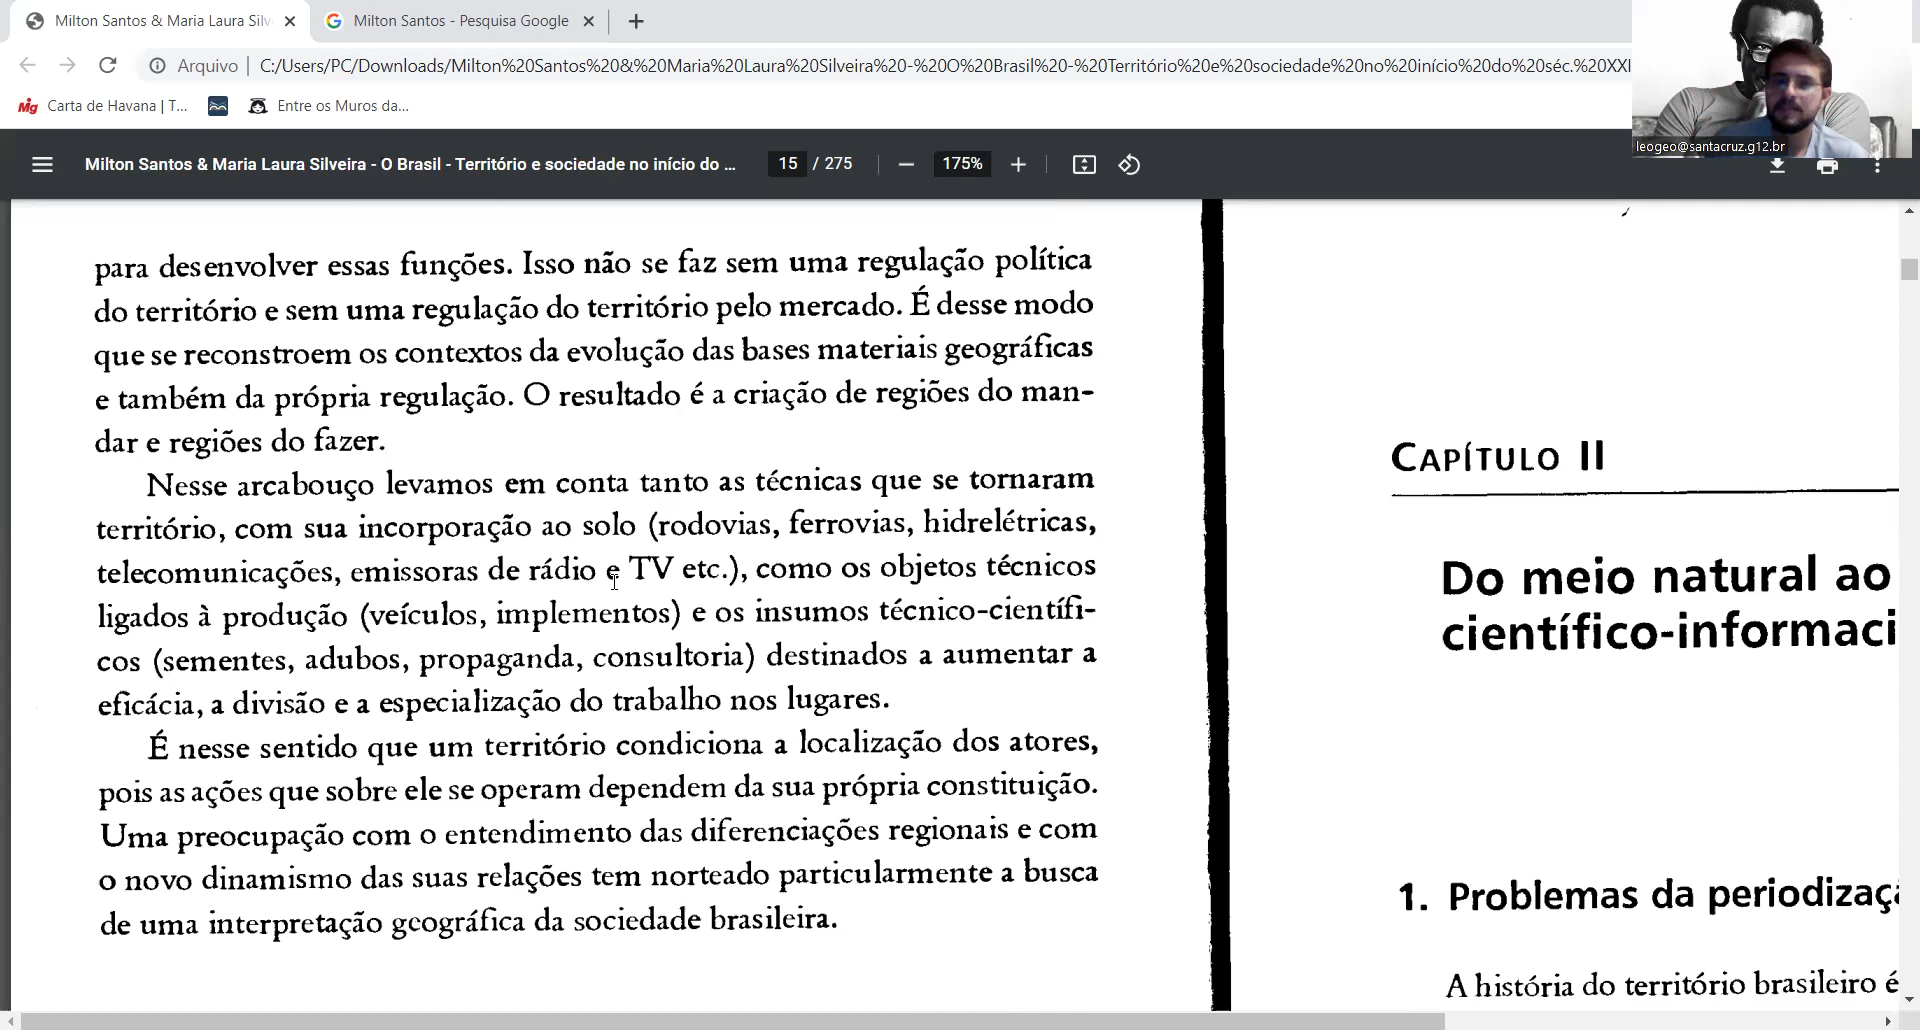 Milton Santos & Maria Laura Silv
Milton Santos - Pesquisa Google
Arquivo
C:/Users/PC/Downloads/Milton%20Santos%20&%20Maria%20Laura%20Silveira%20-%20O%20Brasil%20-%20Território%20e%20sociedade%20no%20início%20do%20séc.%20XXI
Carta de Havana | T...
Entre os Muros da...
leogeo@santacruz.g12.br
Milton Santos & Maria Laura Silveira - O Brasil - Território e sociedade no início do ...
15 / 275
175%
para desenvolver essas funções. Isso não se faz sem uma regulação política
do território e sem uma regulação do território pelo mercado. É desse modo
que se reconstroem os contextos da evolução das bases materiais geográficas
e também da própria regulação. O resultado é a criação de regiões do man-
dar e regiões do fazer.
Nesse arcabouço levamos em conta tanto as técnicas que se tornaram
território, com sua incorporação ao solo (rodovias, ferrovias, hidrelétricas,
telecomunicações, emissoras de rádio e TV etc.), como os objetos técnicos
ligados à produção (veículos, implementos) e os insumos técnico-científi-
cos (sementes, adubos, propaganda, consultoria) destinados a aumentar a
eficácia, a divisão e a especialização do trabalho nos lugares.
É nesse sentido que um território condiciona a localização dos atores,
pois as ações que sobre ele se operam dependem da sua própria constituição.
Uma preocupação com o entendimento das diferenciações regionais e com
o novo dinamismo das suas relações tem norteado particularmente a busca
de uma interpretação geográfica da sociedade brasileira.
CAPÍTULO II
Do meio natural ao
científico-informaci
1. Problemas da periodizaç
A história do território brasileiro é